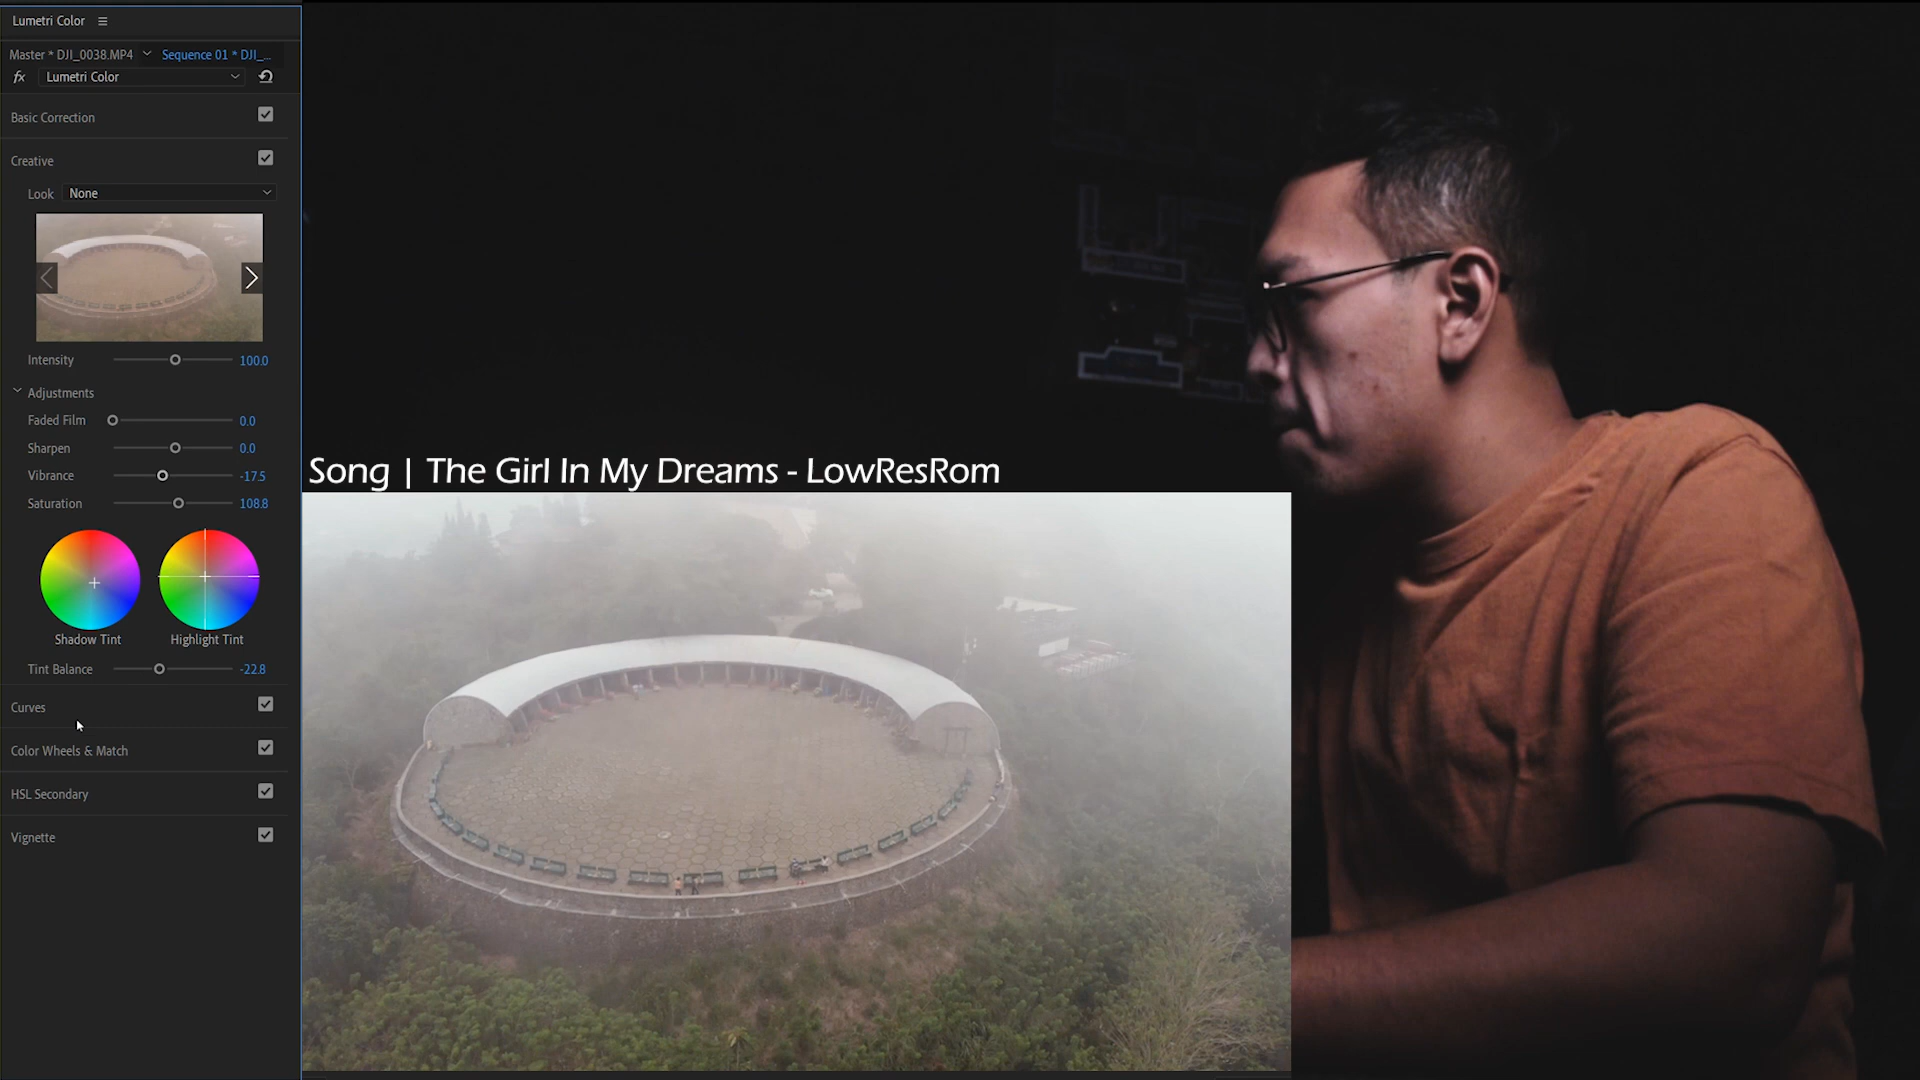 Lumetri Color
Master * DJI_0038.MP4 Sequence 01 * DJI_...
fx Lumetri Color
Basic Correction
Creative
Look None
Intensity 100.0
Adjustments
Faded Film 0.0
Sharpen 0.0
Vibrance -17.5
Saturation 108.8
Shadow Tint Highlight Tint
Tint Balance -22.8
Curves
Color Wheels & Match
HSL Secondary
Vignette
Song | The Girl In My Dreams - LowResRom